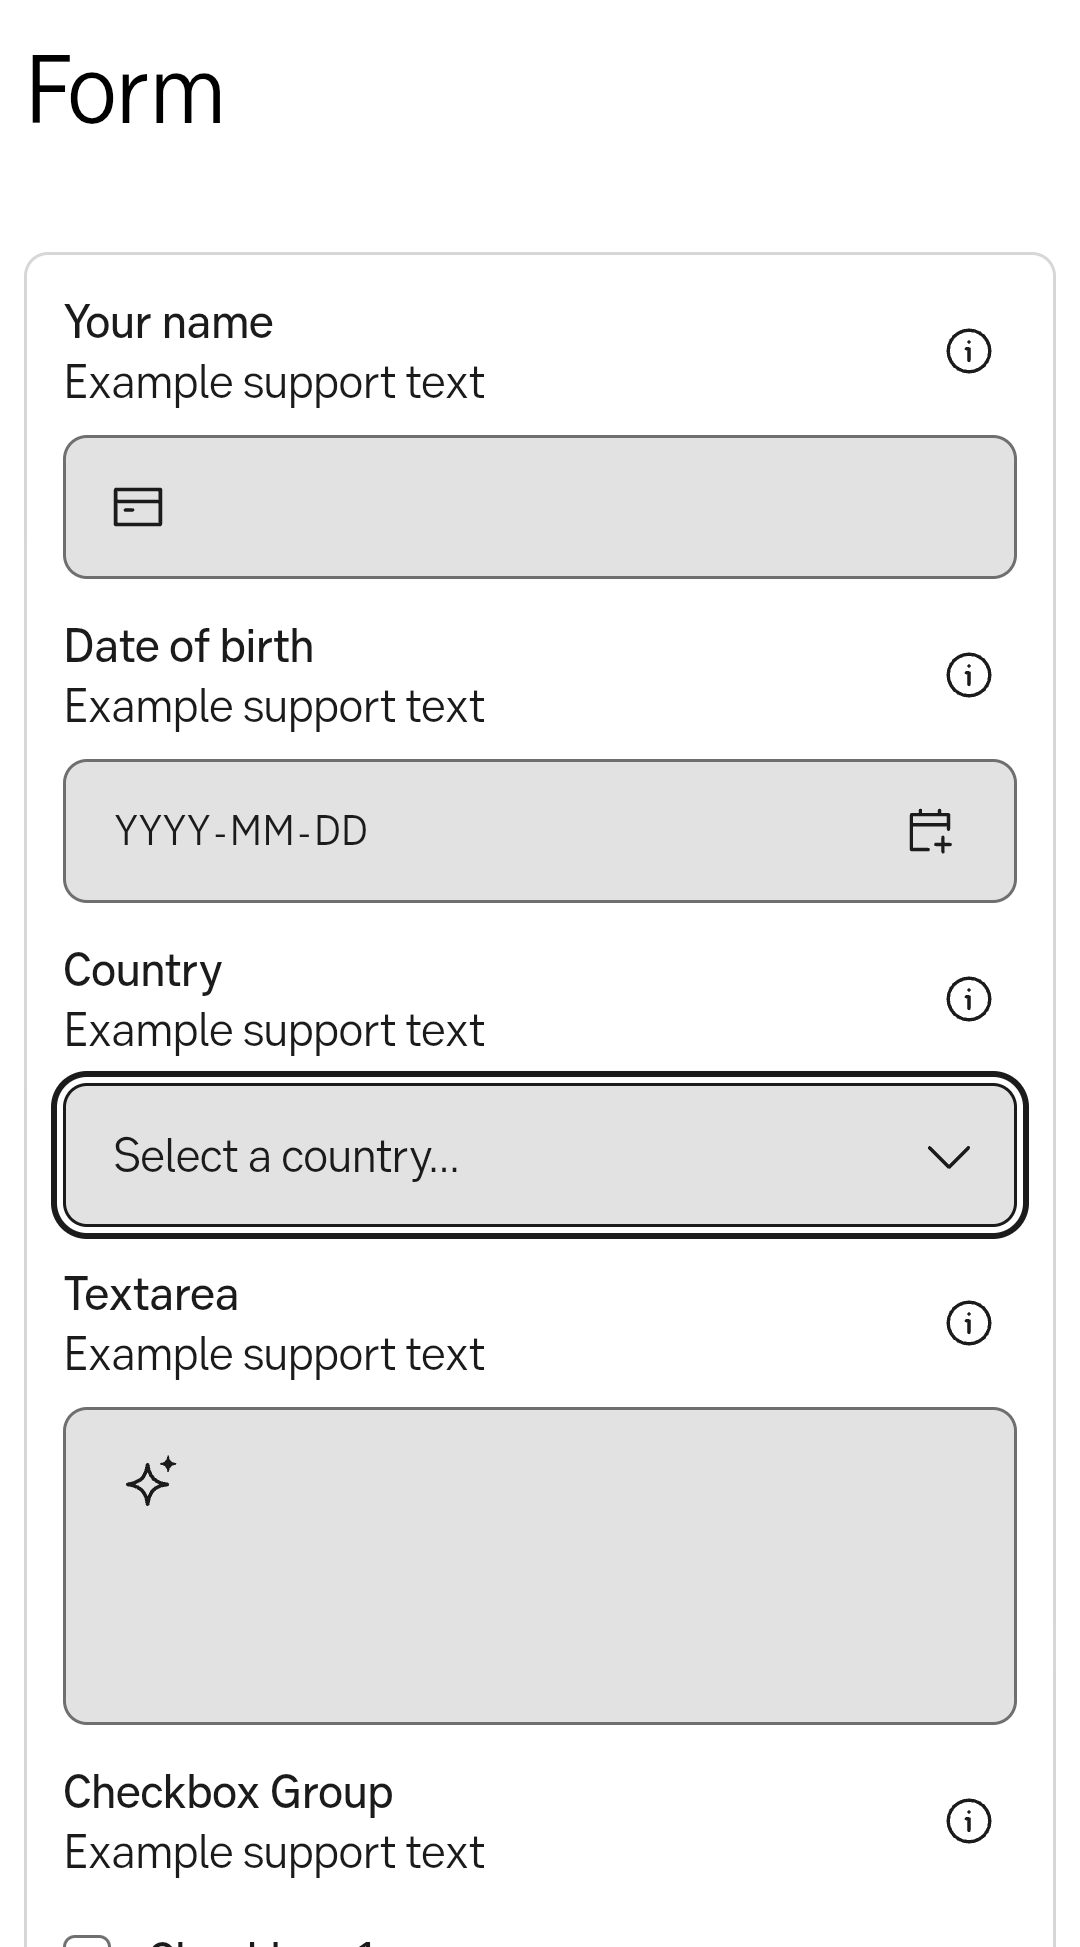 Form
Your name
Example support text
Date of birth
Example support text
YYYY-MM-DD
Country
Example support text
Select a country...
Textarea
Example support text
Checkbox Group
Example support text